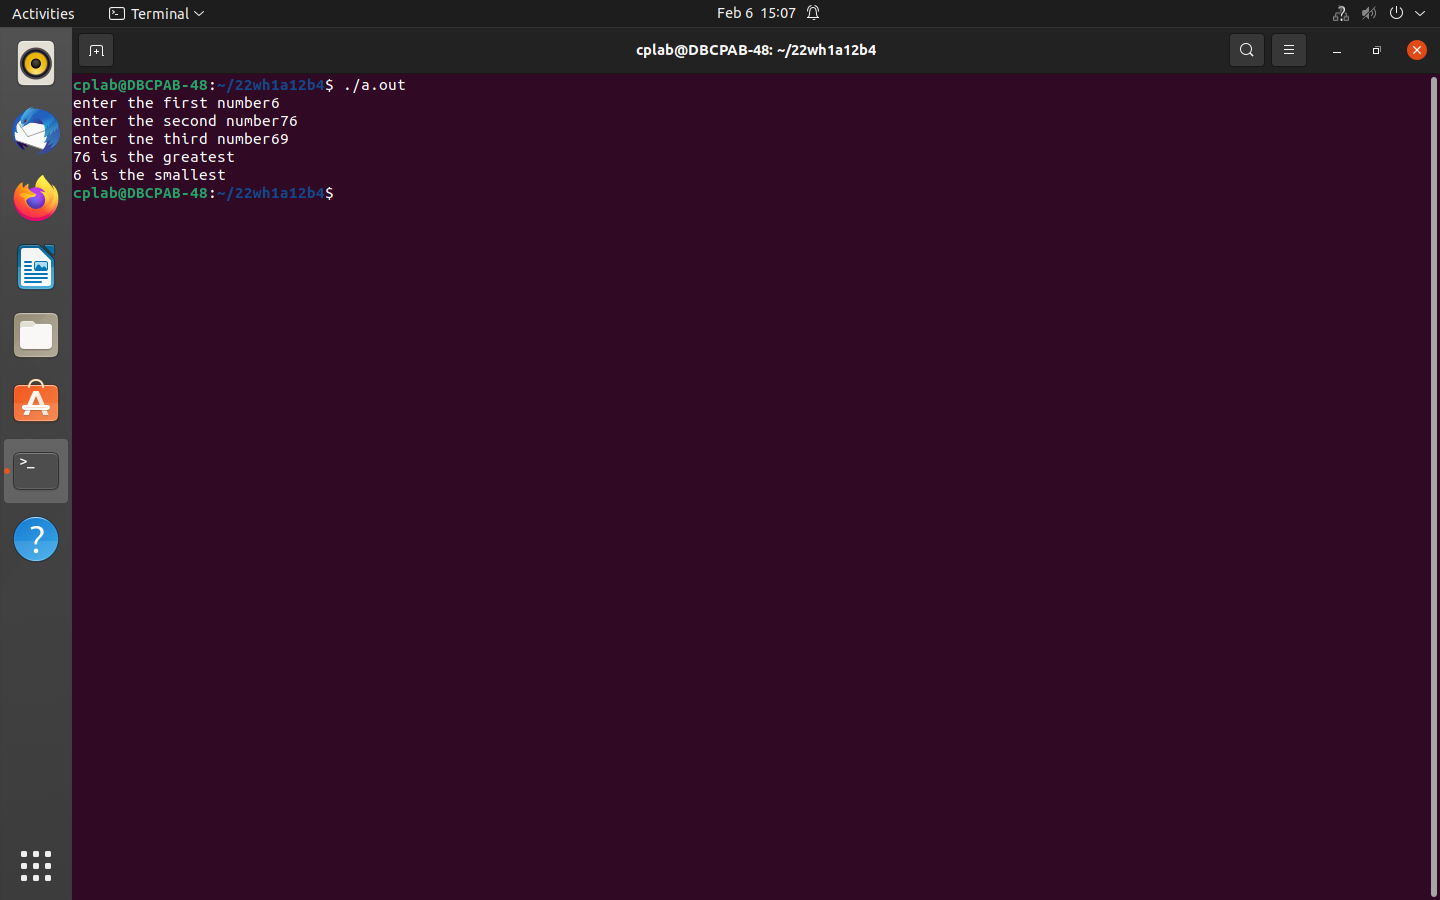 Activities
Terminal
Feb 6 15:07
cplab@DBCPAB-48: ~/22wh1a12b4
cplab@DBCPAB-48:~/22wh1a12b4$ ./a.out
enter the first number6
enter the second number76
enter tne third number69
76 is the greatest
6 is the smallest
cplab@DBCPAB-48:~/22wh1a12b4$